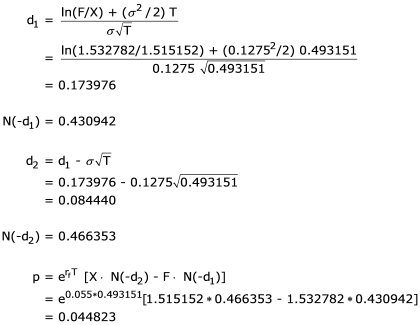 d₁ = ln(F/X) + (σ²/2) T / σ√T
= ln(1.532782/1.515152) + (0.1275²/2) 0.493151 / 0.1275 √0.493151
= 0.173976
N(-d₁) = 0.430942
d₂ = d₁ - σ√T
= 0.173976 - 0.1275√0.493151
= 0.084440
N(-d₂) = 0.466353
p = e^r_fT [X· N(-d₂) - F· N(-d₁)]
= e^0.055*0.493151[1.515152*0.466353 - 1.532782*0.430942]
= 0.044823